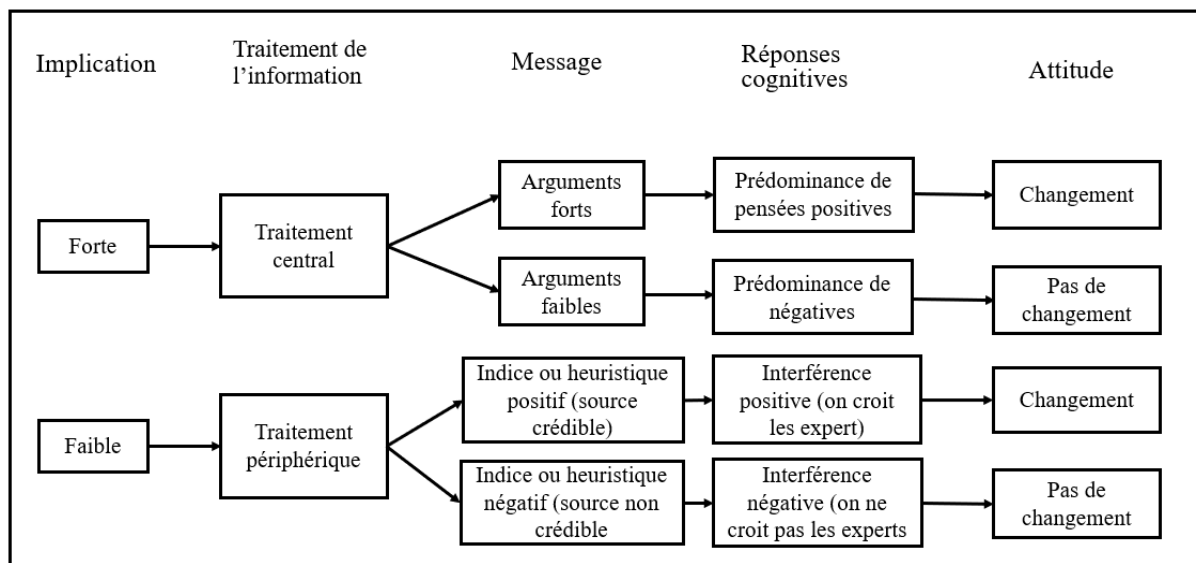 Implication
Traitement de
l’information
Message
Réponses
cognitives
Attitude
Forte
Traitement
central
Arguments
forts
Prédominance de
pensées positives
Changement
Arguments
faibles
Prédominance de
négatives
Pas de
changement
Faible
Traitement
périphérique
Indice ou heuristique
positif (source
crédible)
Interférence
positive (on croit
les expert)
Changement
Indice ou heuristique
négatif (source non
crédible
Interférence
négative (on ne
croit pas les experts
Pas de
changement